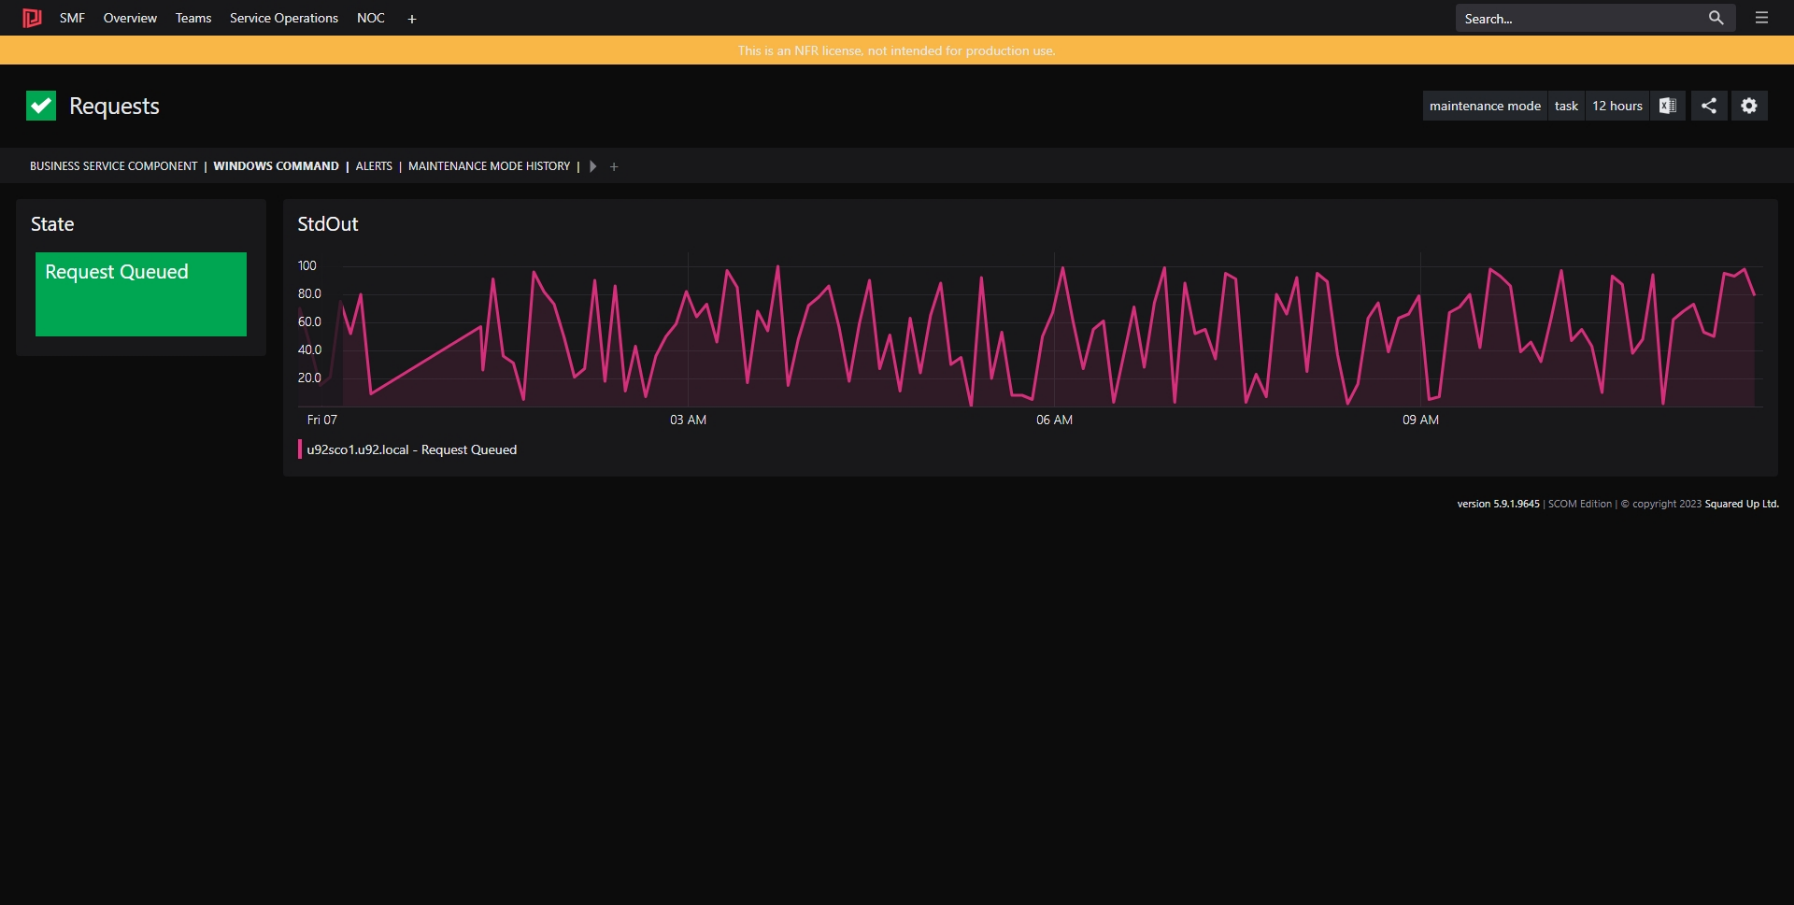 SMF Overview Teams Service Operations NOC +
Search...
This is an NFR license, not intended for production use.
Requests
maintenance mode task 12 hours
BUSINESS SERVICE COMPONENT | WINDOWS COMMAND | ALERTS | MAINTENANCE MODE HISTORY | +
State
Request Queued
StdOut
100
80.0
60.0
40.0
20.0
Fri 07 03 AM 06 AM 09 AM
u92sco1.u92.local - Request Queued
version 5.9.1.9645 | SCOM Edition | © copyright 2023 Squared Up Ltd.